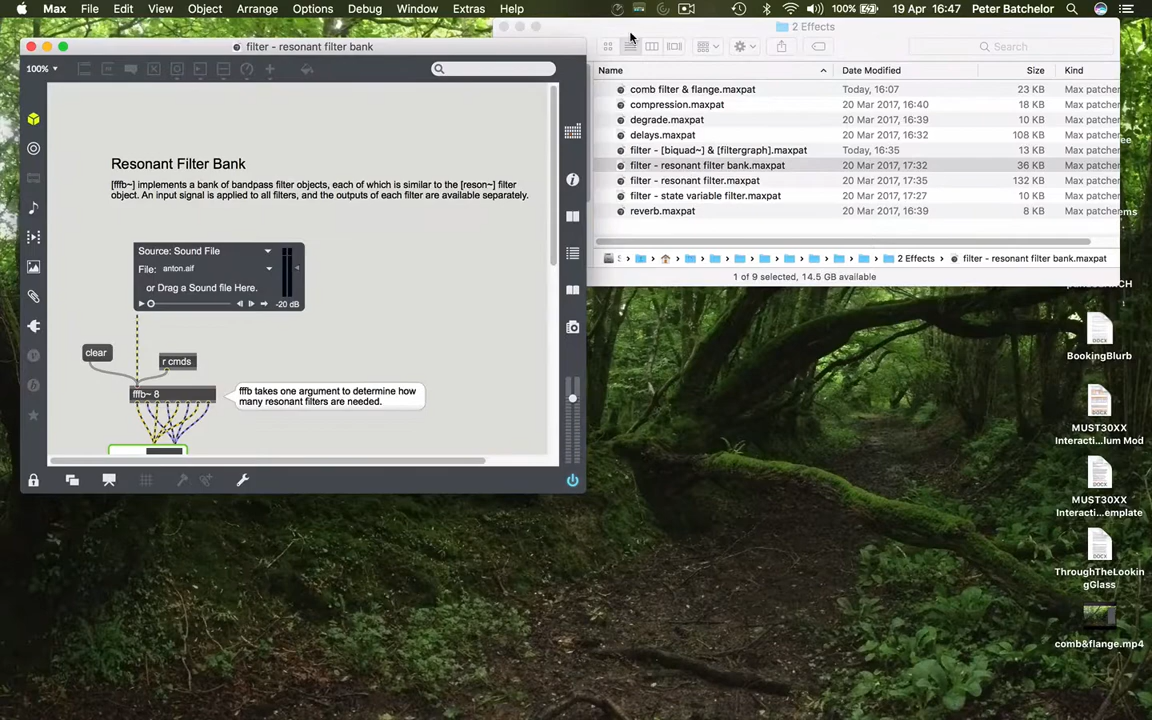 Max File Edit View Object Arrange Options Debug Window Extras Help 100% 19 Apr 16:47 Peter Batchelor
filter - resonant filter bank
100%
Resonant Filter Bank
[fffb~] implements a bank of bandpass filter objects, each of which is similar to the [reson~] filter
object. An input signal is applied to all filters, and the outputs of each filter are available separately.
Source: Sound File
File: anton.aif
or Drag a Sound file Here.
-20 dB
clear
r cmds
fffb~ 8
fffb takes one argument to determine how
many resonant filters are needed.
2 Effects
Search
Name Date Modified Size Kind
comb filter & flange.maxpat Today, 16:07 23 KB Max patcher
compression.maxpat 20 Mar 2017, 16:40 18 KB Max patcher
degrade.maxpat 20 Mar 2017, 16:39 10 KB Max patcher
delays.maxpat 20 Mar 2017, 16:32 108 KB Max patcher
filter - [biquad~] & [filtergraph].maxpat Today, 16:35 13 KB Max patcher
filter - resonant filter bank.maxpat 20 Mar 2017, 17:32 36 KB Max patcher
filter - resonant filter.maxpat 20 Mar 2017, 17:35 132 KB Max patcher
filter - state variable filter.maxpat 20 Mar 2017, 17:27 10 KB Max patcher
reverb.maxpat 20 Mar 2017, 16:39 8 KB Max patcher
2 Effects filter - resonant filter bank.maxpat
1 of 9 selected, 14.5 GB available
BookingBlurb
MUST30XX
Interacti...lum Mod
MUST30XX
Interacti...emplate
ThroughTheLookin
gGlass
comb&flange.mp4